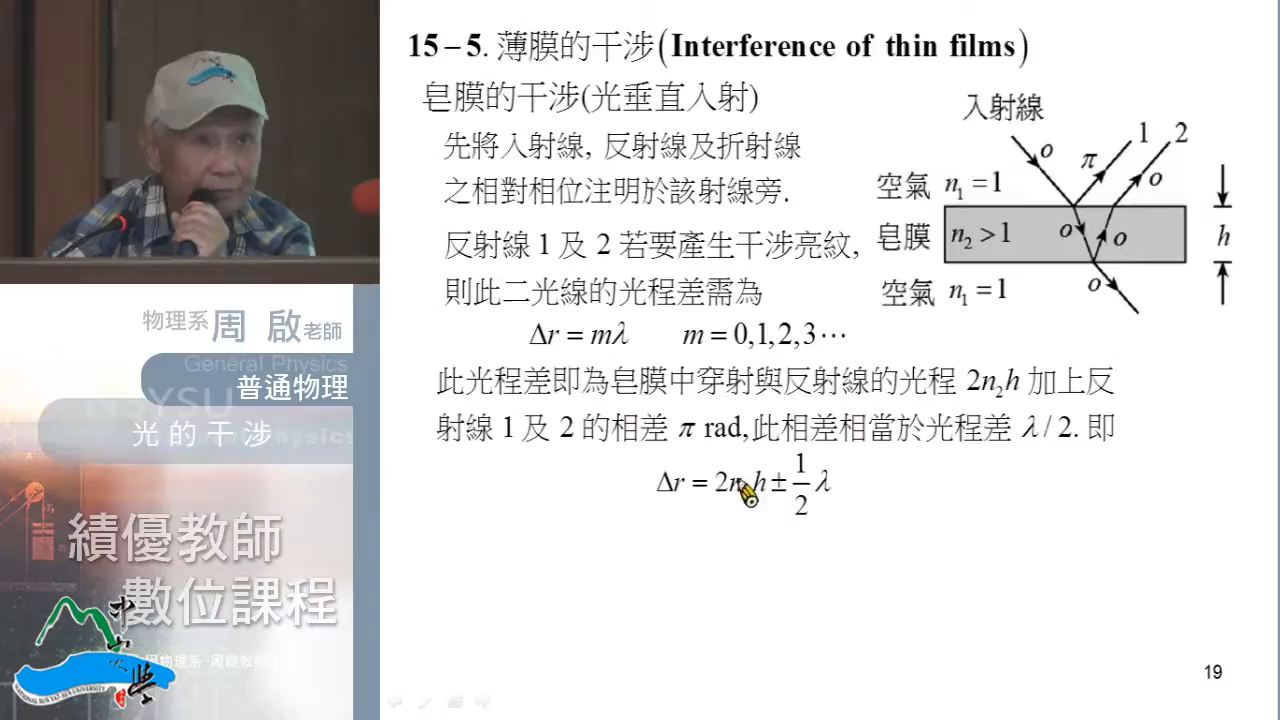 15－5. 薄膜的干涉(Interference of thin films)
皂膜的干涉(光垂直入射)
先將入射線, 反射線及折射線
之相對相位注明於該射線旁.
反射線 1 及 2 若要產生干涉亮紋,
則此二光線的光程差需為
Δr = mλ m = 0,1,2,3⋯
此光程差即為皂膜中穿射與反射線的光程 2n₂h 加上反
射線 1 及 2 的相差 π rad, 此相差相當於光程差 λ / 2. 即
Δr = 2n h ± 1/2 λ
入射線
1 2
o π o
空氣 n₁ = 1
皂膜 n₂ > 1 o o h
空氣 n₁ = 1 o
物理系 周 啟 老師
General Physics
普通物理
NSYSU
光的干涉
績優教師
數位課程
19